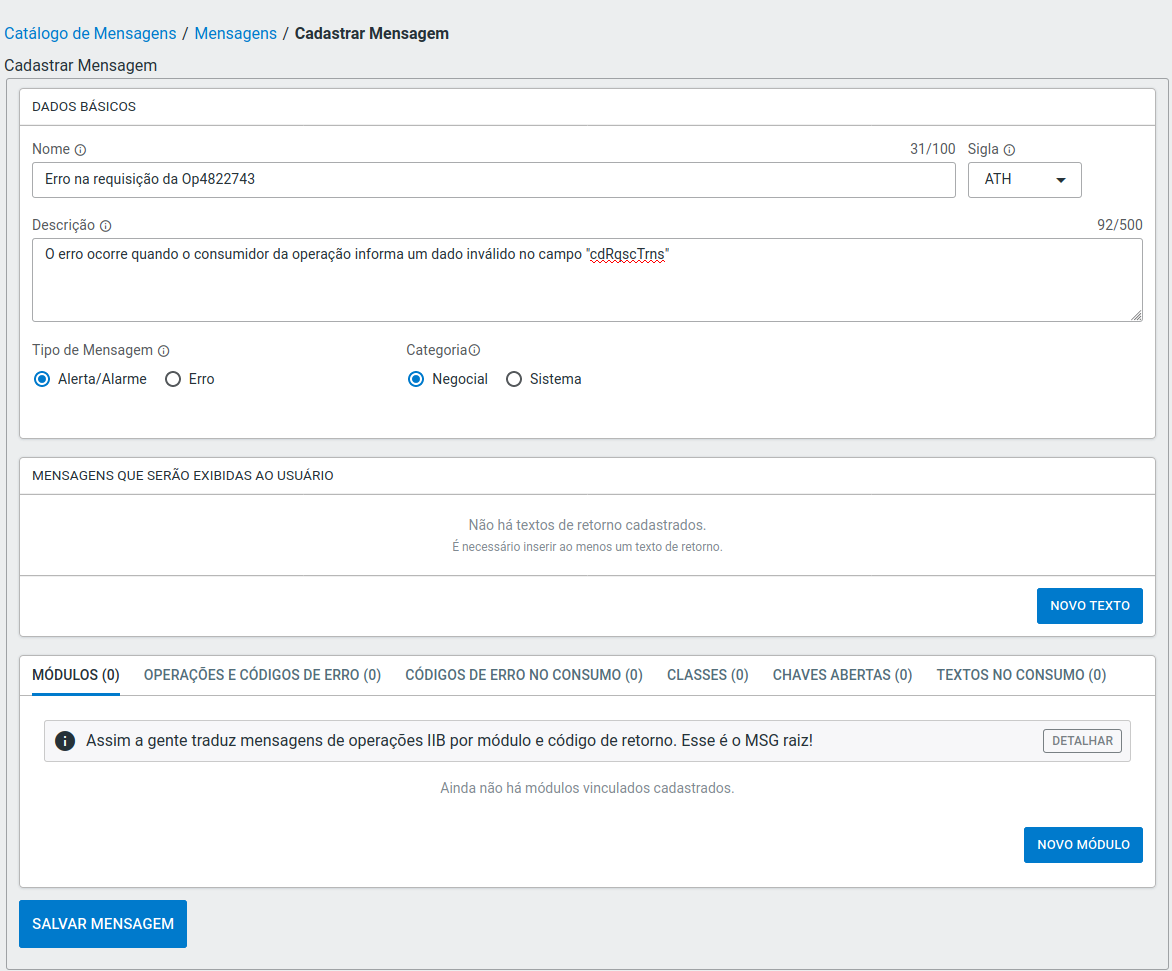 Catálogo de Mensagens / Mensagens / Cadastrar Mensagem
Cadastrar Mensagem
DADOS BÁSICOS
Nome 31/100 Sigla
Erro na requisição da Op4822743 ATH
Descrição 92/500
O erro ocorre quando o consumidor da operação informa um dado inválido no campo "cdRqscTrns"
Tipo de Mensagem Categoria
Alerta/Alarme Erro Negocial Sistema
MENSAGENS QUE SERÃO EXIBIDAS AO USUÁRIO
Não há textos de retorno cadastrados.
É necessário inserir ao menos um texto de retorno.
NOVO TEXTO
MÓDULOS (0) OPERAÇÕES E CÓDIGOS DE ERRO (0) CÓDIGOS DE ERRO NO CONSUMO (0) CLASSES (0) CHAVES ABERTAS (0) TEXTOS NO CONSUMO (0)
Assim a gente traduz mensagens de operações IIB por módulo e código de retorno. Esse é o MSG raiz! DETALHAR
Ainda não há módulos vinculados cadastrados.
NOVO MÓDULO
SALVAR MENSAGEM